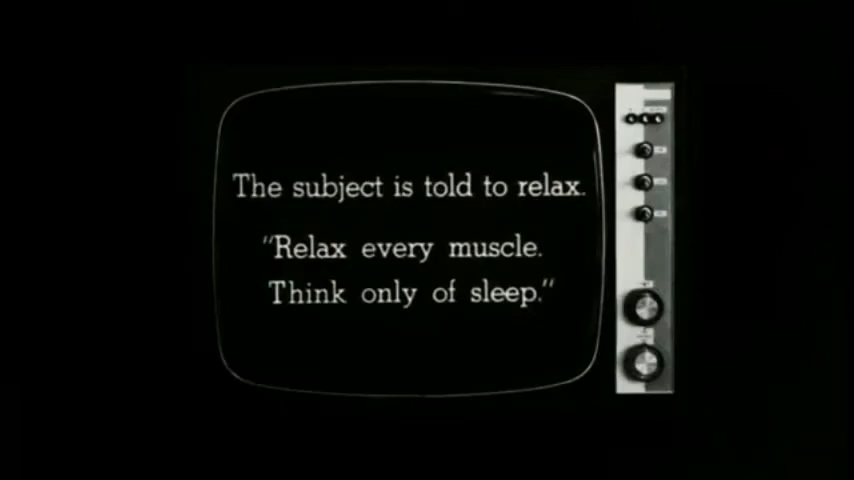 The subject is told to relax.
"Relax every muscle.
Think only of sleep."